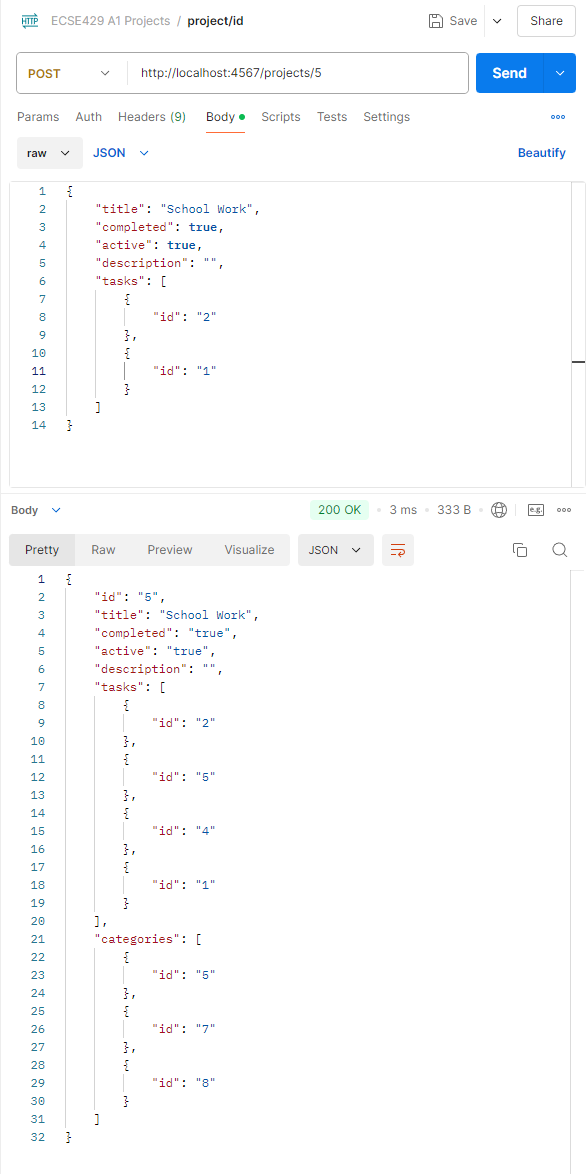 HTTP ECSE429 A1 Projects / project/id Save Share
POST http://localhost:4567/projects/5 Send
Params Auth Headers (9) Body Scripts Tests Settings
raw JSON Beautify
1 {
2 "title": "School Work",
3 "completed": true,
4 "active": true,
5 "description": "",
6 "tasks": [
7 {
8 "id": "2"
9 },
10 {
11 "id": "1"
12 }
13 ]
14 }
Body 200 OK 3 ms 333 B e.g.
Pretty Raw Preview Visualize JSON
1 {
2 "id": "5",
3 "title": "School Work",
4 "completed": "true",
5 "active": "true",
6 "description": "",
7 "tasks": [
8 {
9 "id": "2"
10 },
11 {
12 "id": "5"
13 },
14 {
15 "id": "4"
16 },
17 {
18 "id": "1"
19 }
20 ],
21 "categories": [
22 {
23 "id": "5"
24 },
25 {
26 "id": "7"
27 },
28 {
29 "id": "8"
30 }
31 ]
32 }